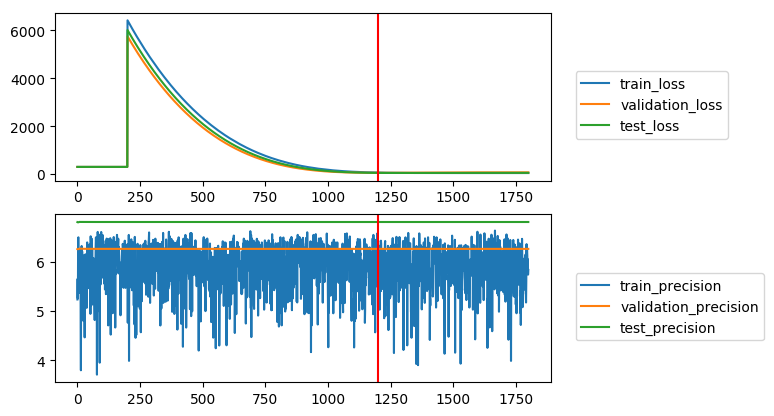 6000
4000
2000
0
0 250 500 750 1000 1250 1500 1750
train_loss
validation_loss
test_loss
6
5
4
0 250 500 750 1000 1250 1500 1750
train_precision
validation_precision
test_precision